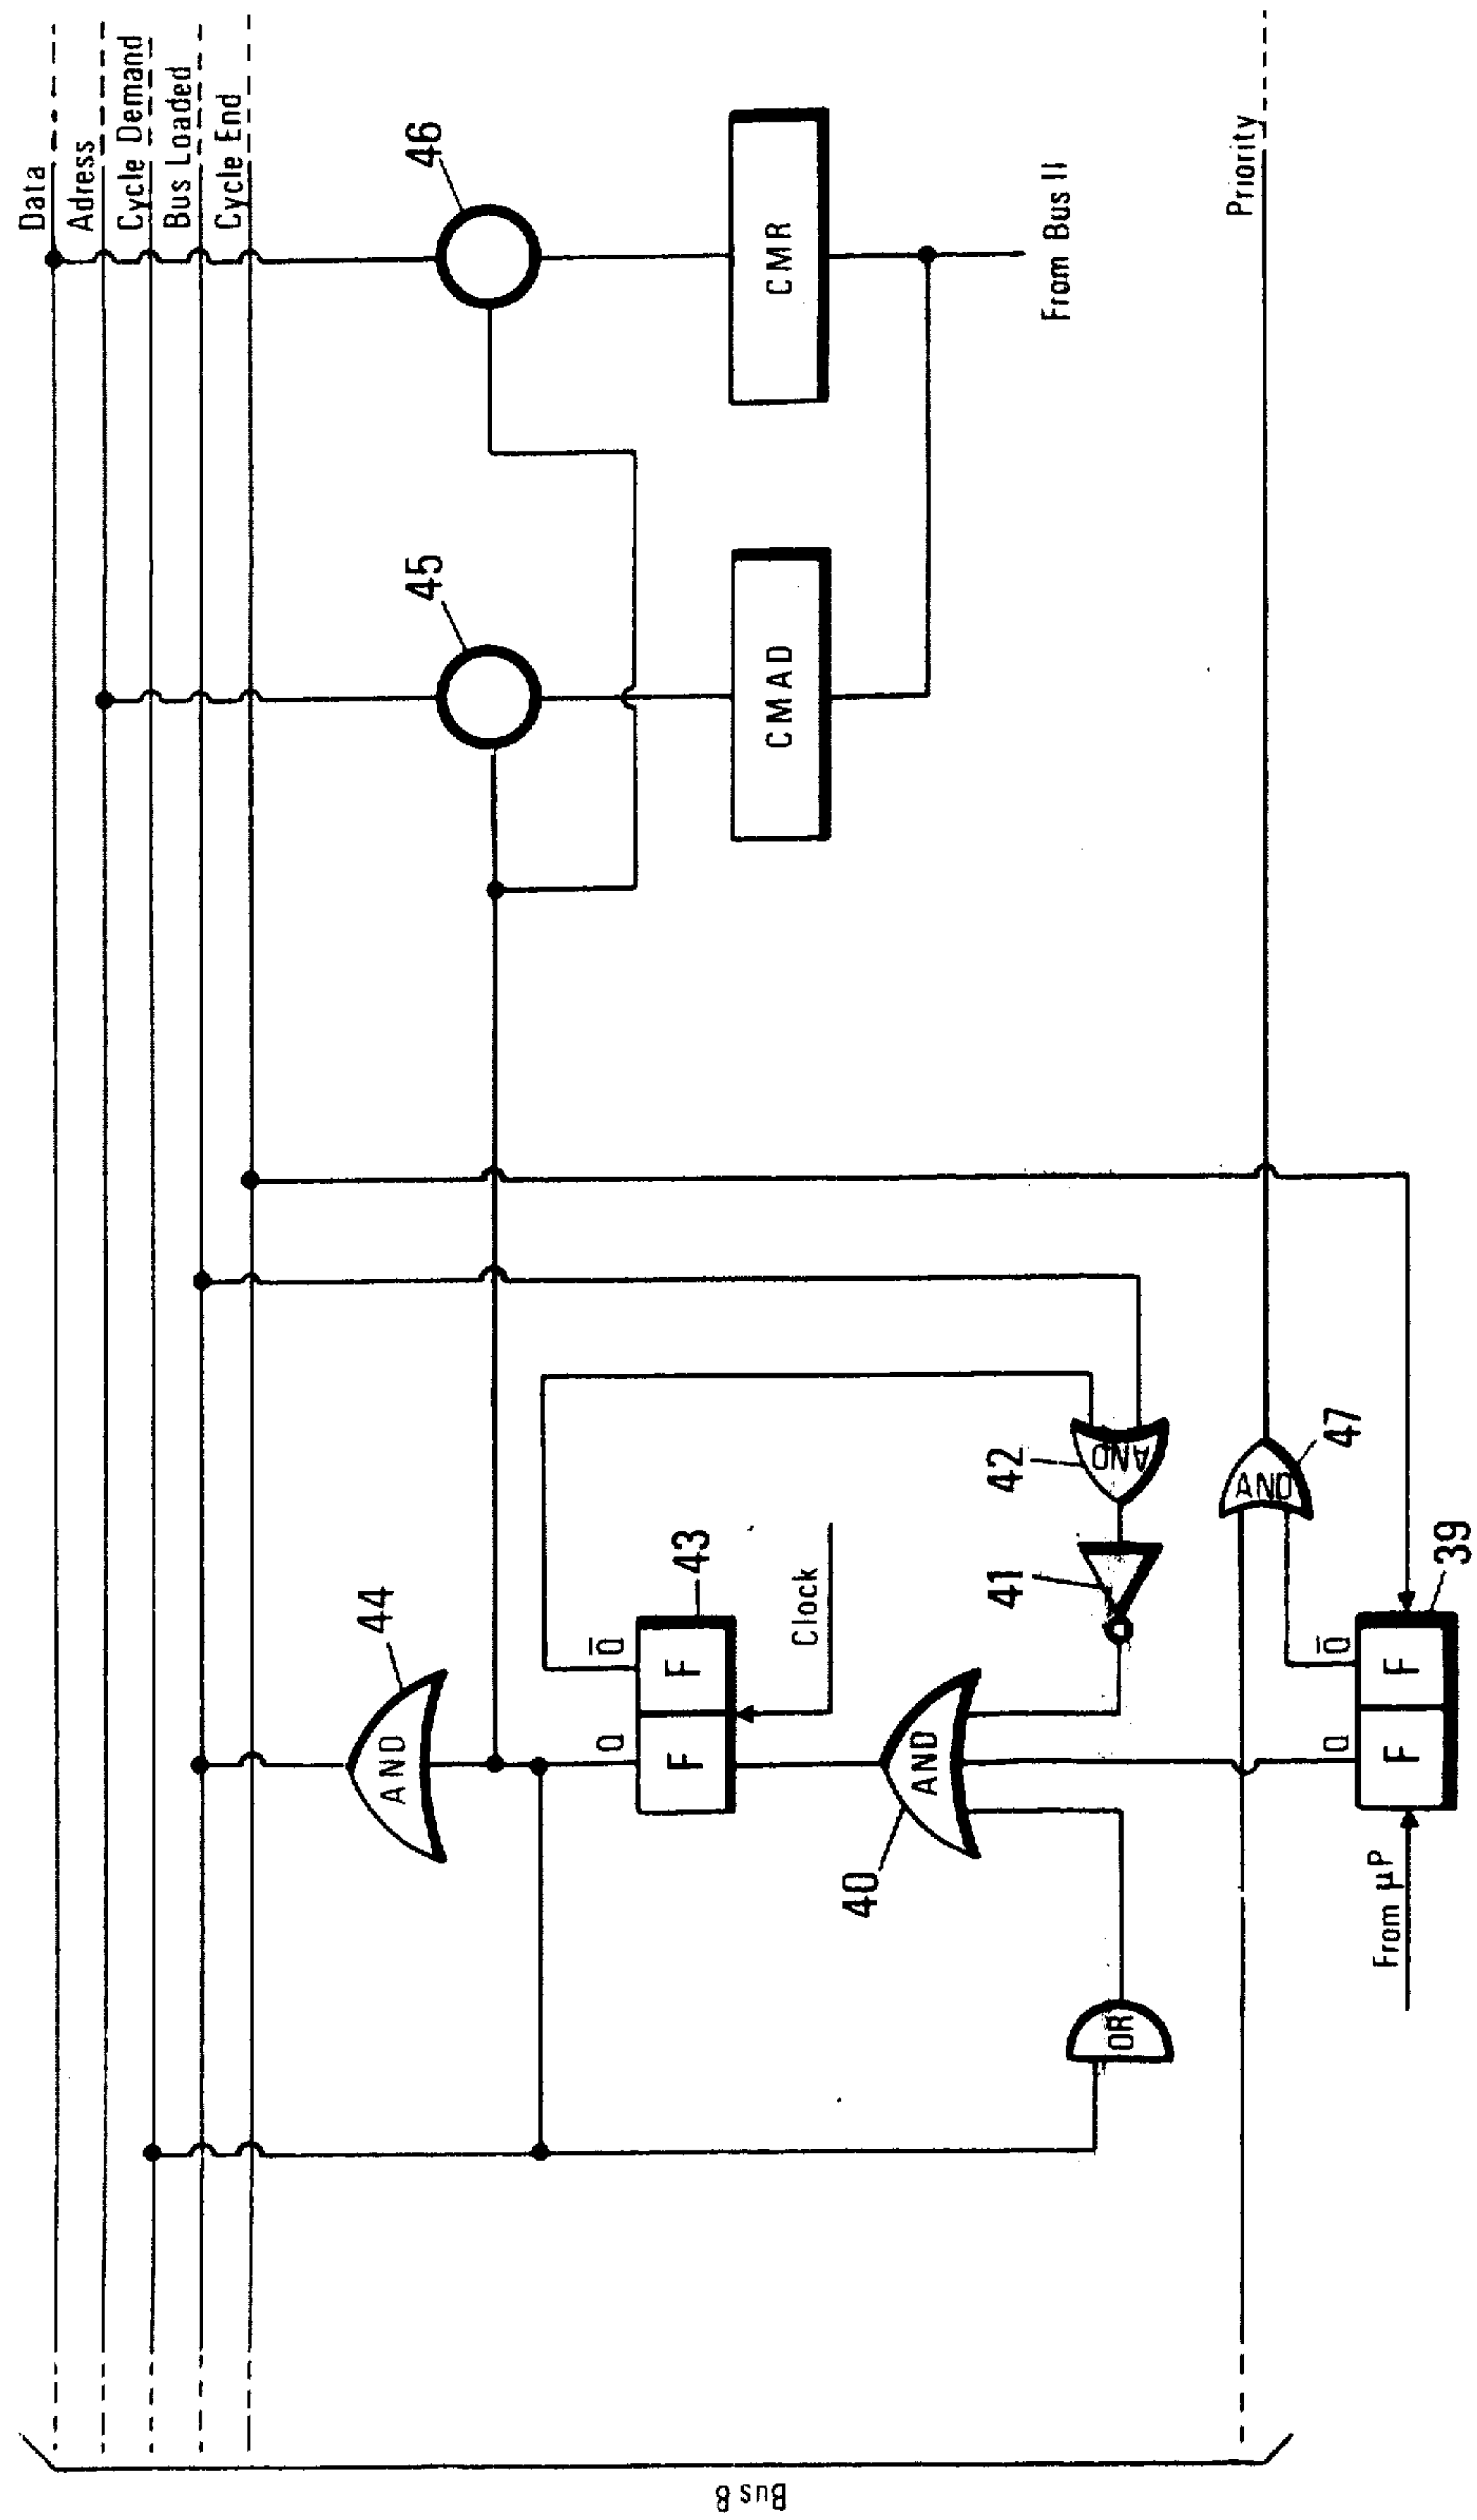 Data
Adress
Cycle Demand
Bus Loaded
Cycle End
46
45
CMR
CMAD
From Bus II
Priority
44
AND
Q
Q̅
F
F
43
Clock
42
AND
41
40
AND
OR
AND
47
Q
Q̅
F
F
39
From µP
Bus 8